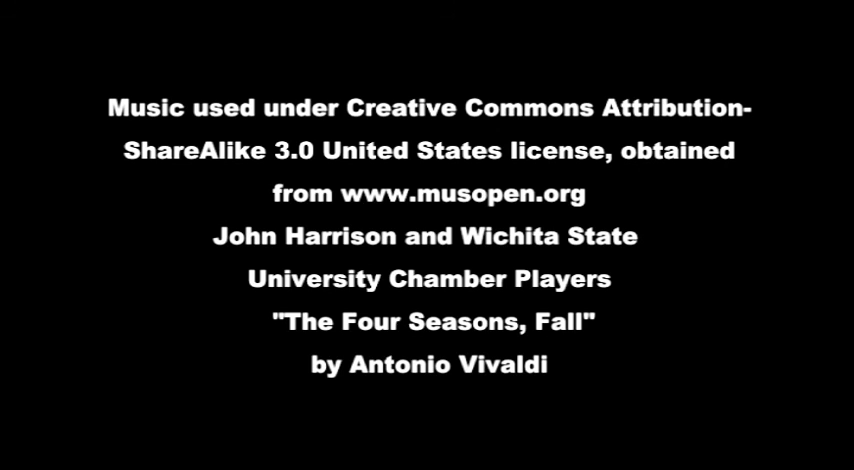 Music used under Creative Commons Attribution-
ShareAlike 3.0 United States license, obtained
from www.musopen.org
John Harrison and Wichita State
University Chamber Players
"The Four Seasons, Fall"
by Antonio Vivaldi